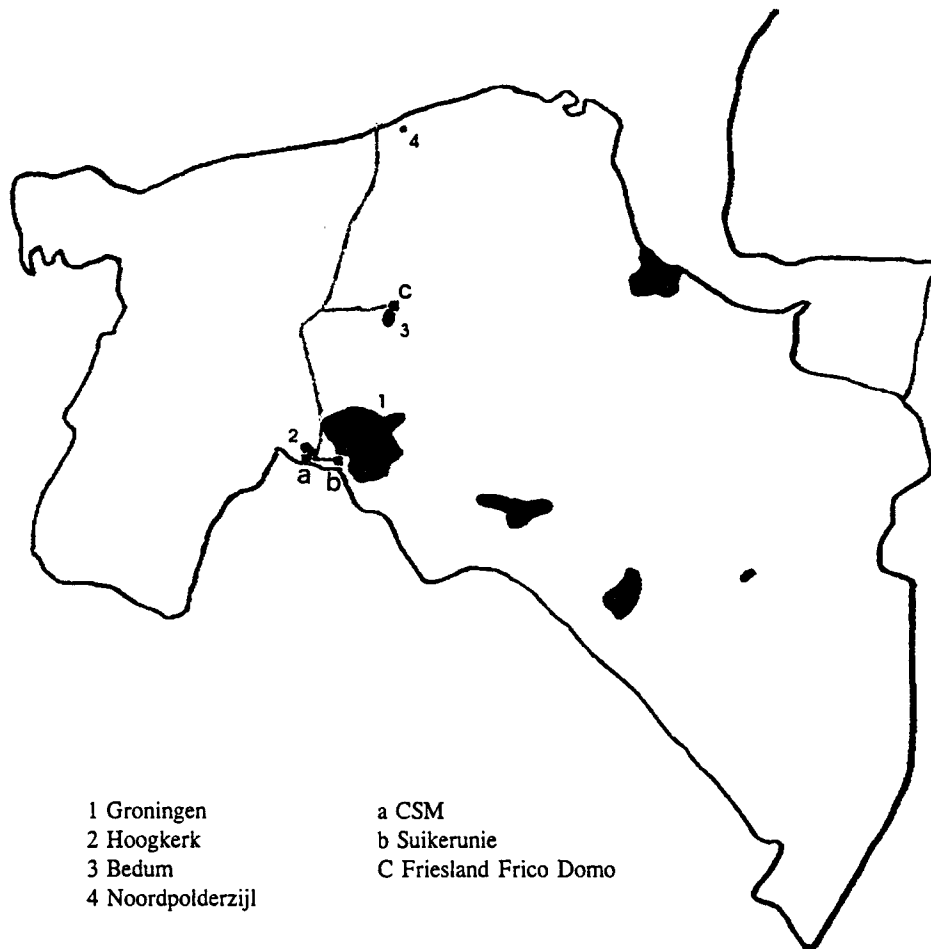 4
C
3
1
2
a
b
1 Groningen
2 Hoogkerk
3 Bedum
4 Noordpolderzijl
a CSM
b Suikerunie
C Friesland Frico Domo